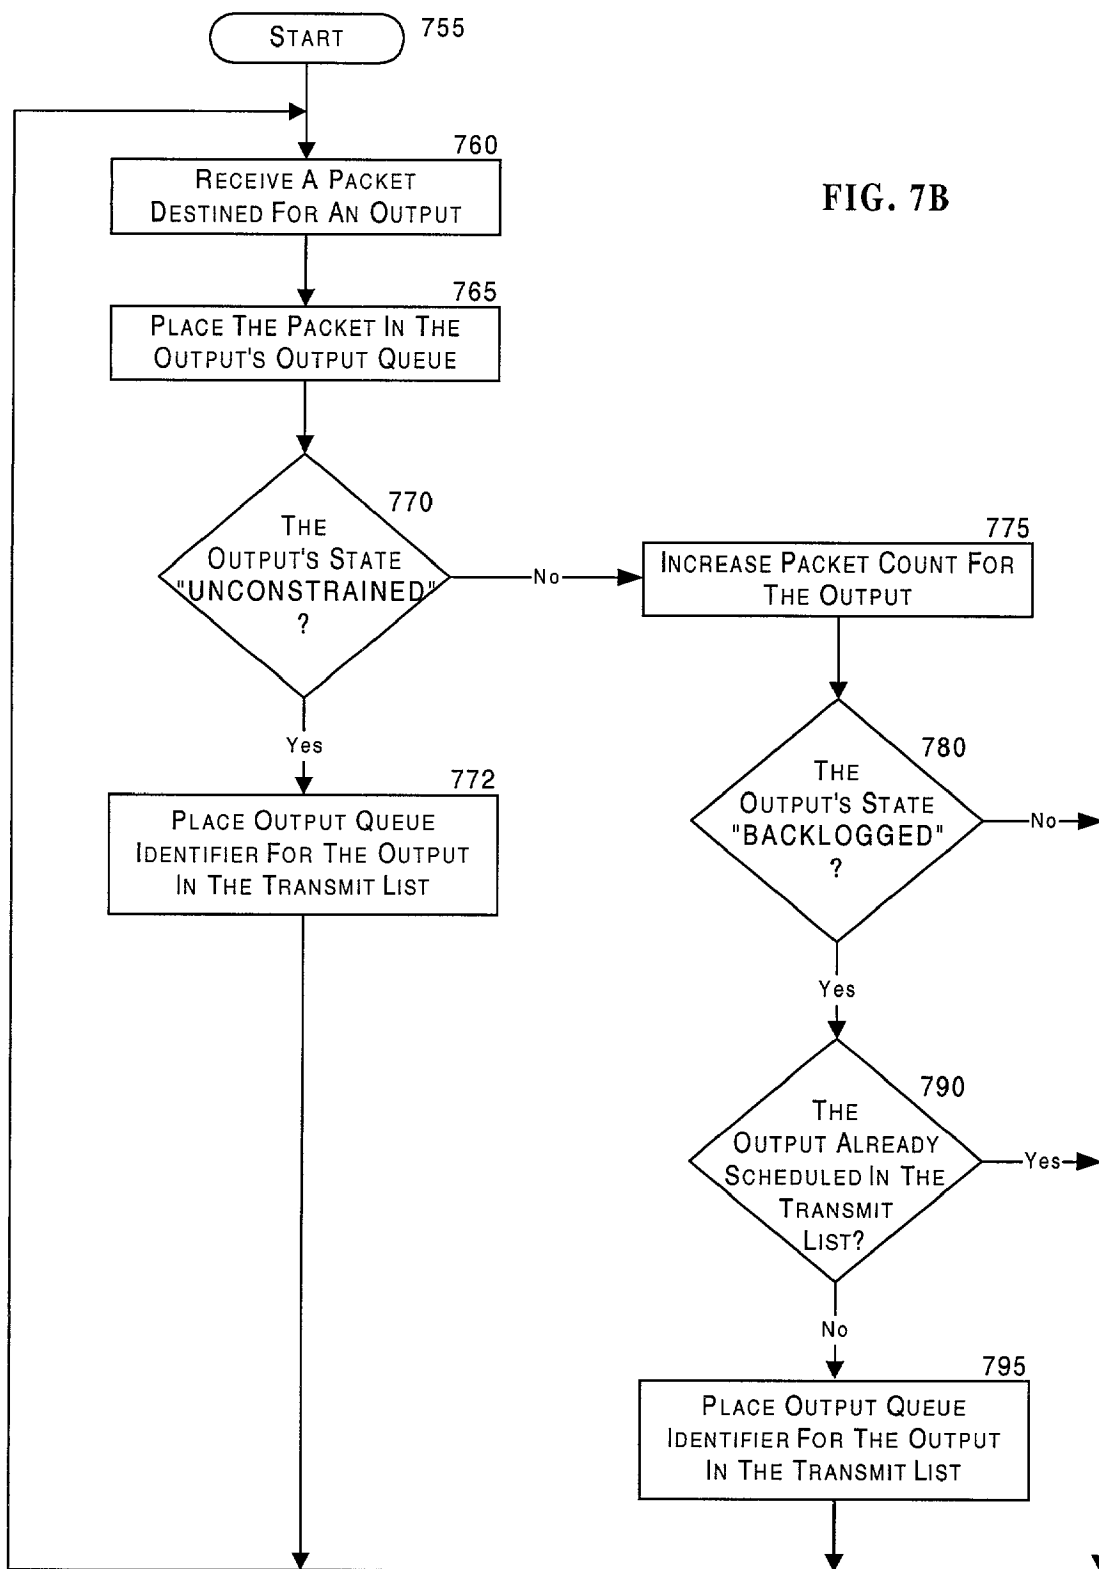 START
755
760
RECEIVE A PACKET
DESTINED FOR AN OUTPUT
FIG. 7B
765
PLACE THE PACKET IN THE
OUTPUT'S OUTPUT QUEUE
770
THE
OUTPUT'S STATE
"UNCONSTRAINED"
?
No
775
INCREASE PACKET COUNT FOR
THE OUTPUT
Yes
772
PLACE OUTPUT QUEUE
IDENTIFIER FOR THE OUTPUT
IN THE TRANSMIT LIST
780
THE
OUTPUT'S STATE
"BACKLOGGED"
?
No
Yes
790
THE
OUTPUT ALREADY
SCHEDULED IN THE
TRANSMIT
LIST?
Yes
No
795
PLACE OUTPUT QUEUE
IDENTIFIER FOR THE OUTPUT
IN THE TRANSMIT LIST